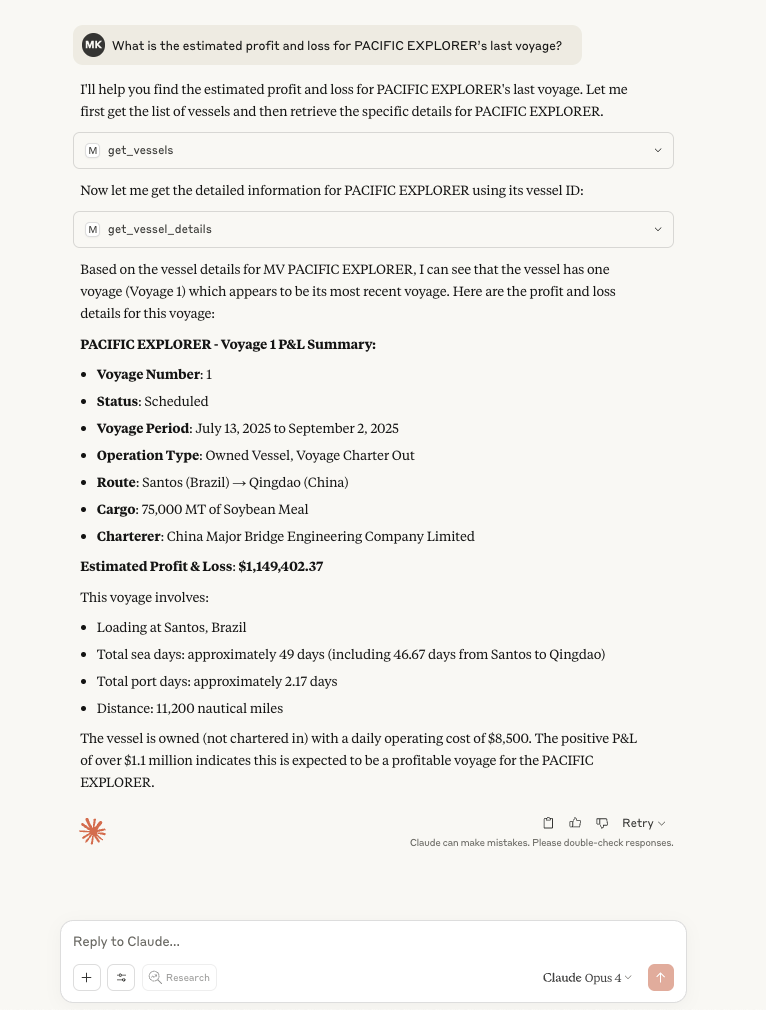 MK What is the estimated profit and loss for PACIFIC EXPLORER's last voyage?
I'll help you find the estimated profit and loss for PACIFIC EXPLORER's last voyage. Let me
first get the list of vessels and then retrieve the specific details for PACIFIC EXPLORER.
M get_vessels
Now let me get the detailed information for PACIFIC EXPLORER using its vessel ID:
M get_vessel_details
Based on the vessel details for MV PACIFIC EXPLORER, I can see that the vessel has one
voyage (Voyage 1) which appears to be its most recent voyage. Here are the profit and loss
details for this voyage:
PACIFIC EXPLORER - Voyage 1 P&L Summary:
• Voyage Number: 1
• Status: Scheduled
• Voyage Period: July 13, 2025 to September 2, 2025
• Operation Type: Owned Vessel, Voyage Charter Out
• Route: Santos (Brazil) → Qingdao (China)
• Cargo: 75,000 MT of Soybean Meal
• Charterer: China Major Bridge Engineering Company Limited
Estimated Profit & Loss: $1,149,402.37
This voyage involves:
• Loading at Santos, Brazil
• Total sea days: approximately 49 days (including 46.67 days from Santos to Qingdao)
• Total port days: approximately 2.17 days
• Distance: 11,200 nautical miles
The vessel is owned (not chartered in) with a daily operating cost of $8,500. The positive P&L
of over $1.1 million indicates this is expected to be a profitable voyage for the PACIFIC
EXPLORER.
Retry
Claude can make mistakes. Please double-check responses.
Reply to Claude...
Research
Claude Opus 4